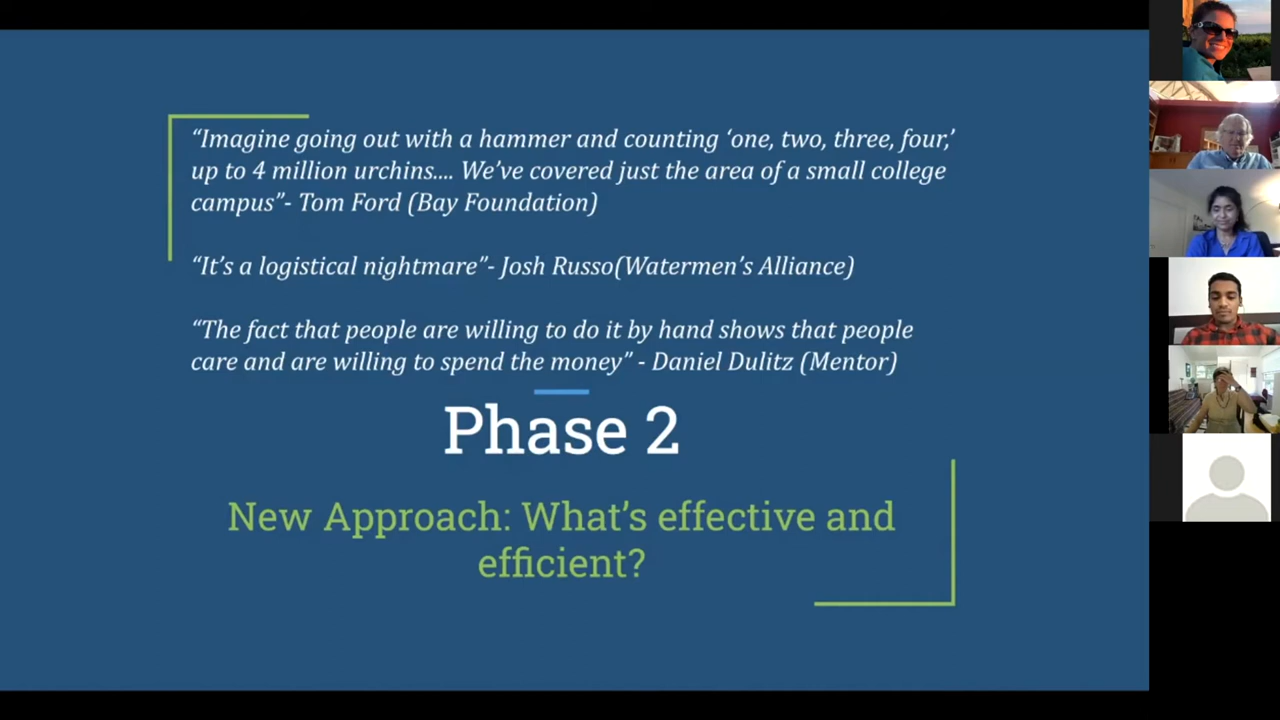 “Imagine going out with a hammer and counting ‘one, two, three, four,’
up to 4 million urchins.... We’ve covered just the area of a small college
campus”- Tom Ford (Bay Foundation)
“It’s a logistical nightmare”- Josh Russo(Watermen’s Alliance)
“The fact that people are willing to do it by hand shows that people
care and are willing to spend the money” - Daniel Dulitz (Mentor)
Phase 2
New Approach: What’s effective and
efficient?